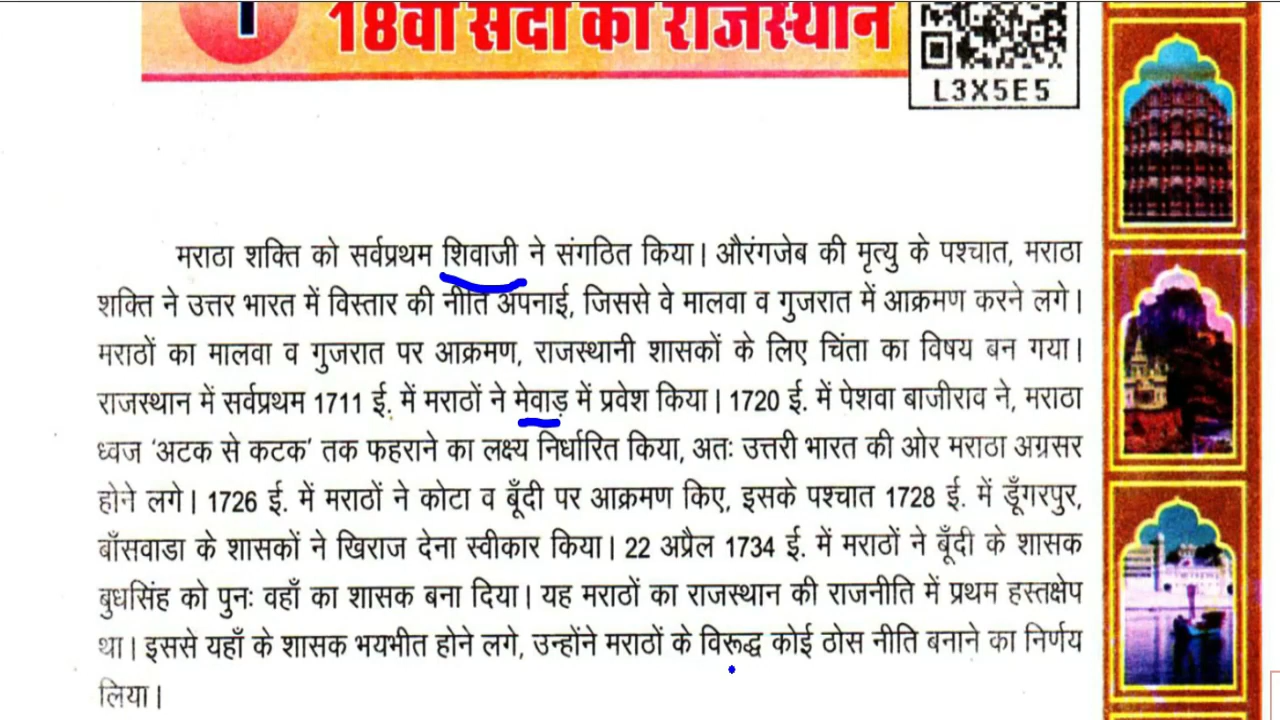 1
18वीं सदी का राजस्थान
L3X5E5
मराठा शक्ति को सर्वप्रथम शिवाजी ने संगठित किया। औरंगजेब की मृत्यु के पश्चात, मराठा
शक्ति ने उत्तर भारत में विस्तार की नीति अपनाई, जिससे वे मालवा व गुजरात में आक्रमण करने लगे।
मराठों का मालवा व गुजरात पर आक्रमण, राजस्थानी शासकों के लिए चिंता का विषय बन गया।
राजस्थान में सर्वप्रथम 1711 ई. में मराठों ने मेवाड़ में प्रवेश किया। 1720 ई. में पेशवा बाजीराव ने, मराठा
ध्वज ‘अटक से कटक’ तक फहराने का लक्ष्य निर्धारित किया, अतः उत्तरी भारत की ओर मराठा अग्रसर
होने लगे। 1726 ई. में मराठों ने कोटा व बूँदी पर आक्रमण किए, इसके पश्चात 1728 ई. में डूँगरपुर,
बाँसवाडा के शासकों ने खिराज देना स्वीकार किया। 22 अप्रैल 1734 ई. में मराठों ने बूँदी के शासक
बुधसिंह को पुनः वहाँ का शासक बना दिया। यह मराठों का राजस्थान की राजनीति में प्रथम हस्तक्षेप
था। इससे यहाँ के शासक भयभीत होने लगे, उन्होंने मराठों के विरूद्ध कोई ठोस नीति बनाने का निर्णय
लिया।